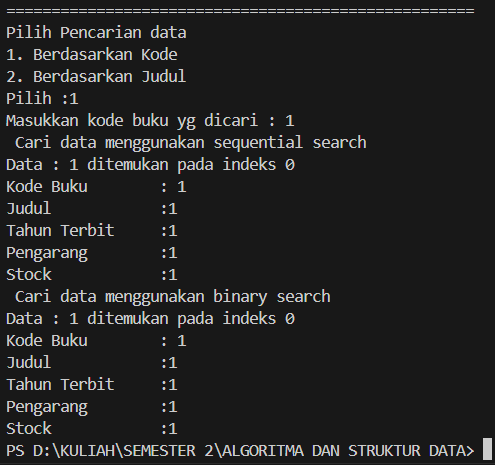 ====================================================
Pilih Pencarian data
1. Berdasarkan Kode
2. Berdasarkan Judul
Pilih :1
Masukkan kode buku yg dicari : 1
 Cari data menggunakan sequential search
Data : 1 ditemukan pada indeks 0
Kode Buku        : 1
Judul            :1
Tahun Terbit     :1
Pengarang        :1
Stock            :1
 Cari data menggunakan binary search
Data : 1 ditemukan pada indeks 0
Kode Buku        : 1
Judul            :1
Tahun Terbit     :1
Pengarang        :1
Stock            :1
PS D:\KULIAH\SEMESTER 2\ALGORITMA DAN STRUKTUR DATA>